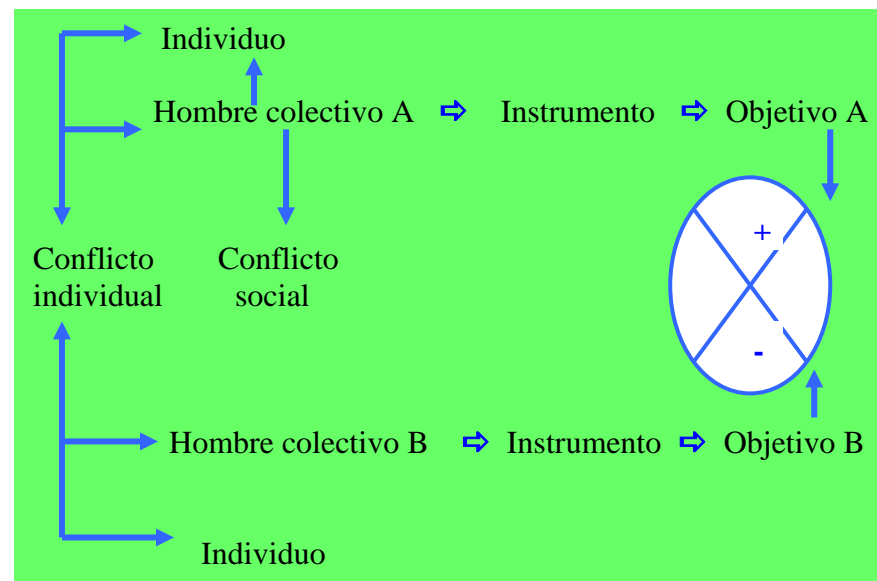 Individuo
Hombre colectivo A ⇨ Instrumento ⇨ Objetivo A
+
Conflicto Conflicto
individual social
-
Hombre colectivo B ⇨ Instrumento ⇨ Objetivo B
Individuo